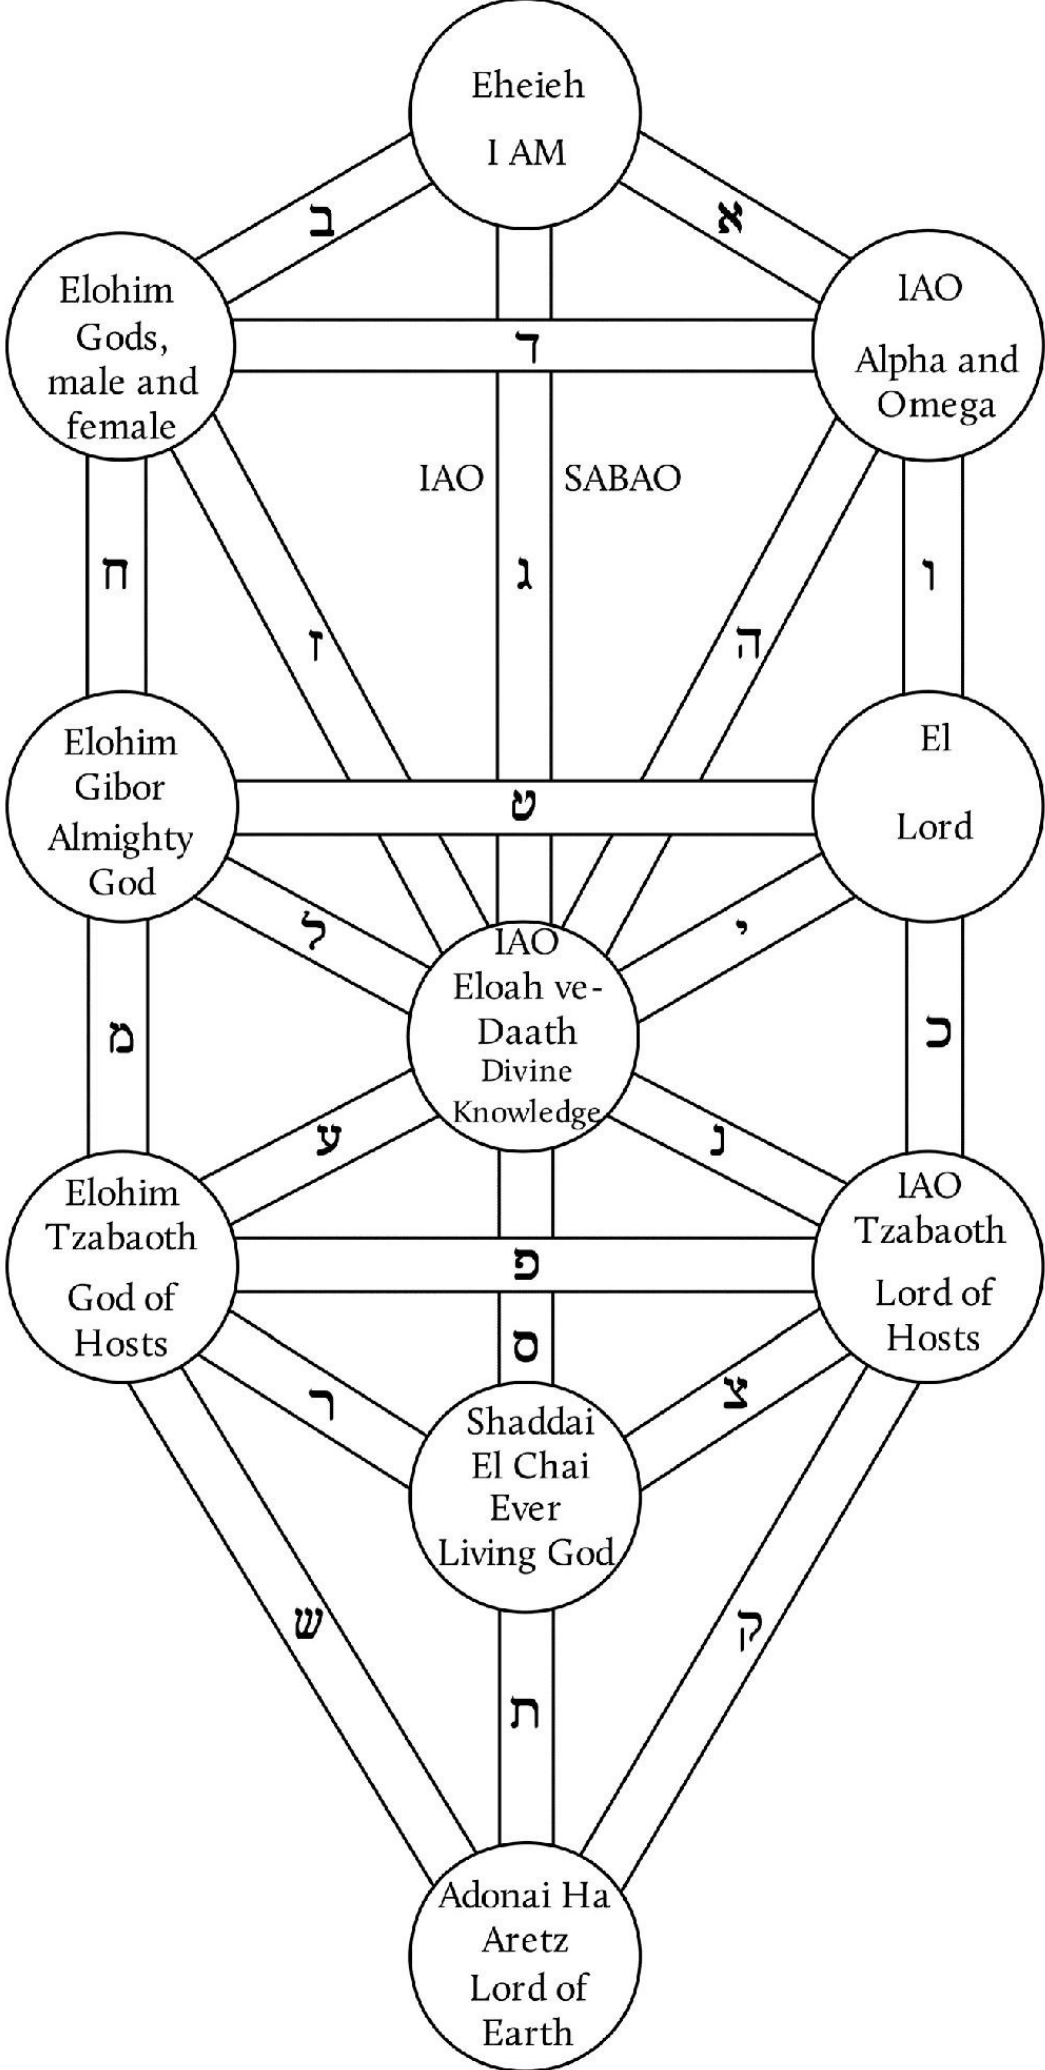 Eheieh
I AM
ב
א
Elohim
Gods,
male and
female
IAO
Alpha and
Omega
ד
IAO
SABAO
ח
ז
ג
ה
ו
Elohim
Gibor
Almighty
God
El
Lord
ט
ל
י
IAO
Eloah ve-
Daath
Divine
Knowledge
מ
כ
ע
נ
Elohim
Tzabaoth
God of
Hosts
IAO
Tzabaoth
Lord of
Hosts
פ
ס
ר
צ
Shaddai
El Chai
Ever
Living God
ש
ק
ת
Adonai Ha
Aretz
Lord of
Earth